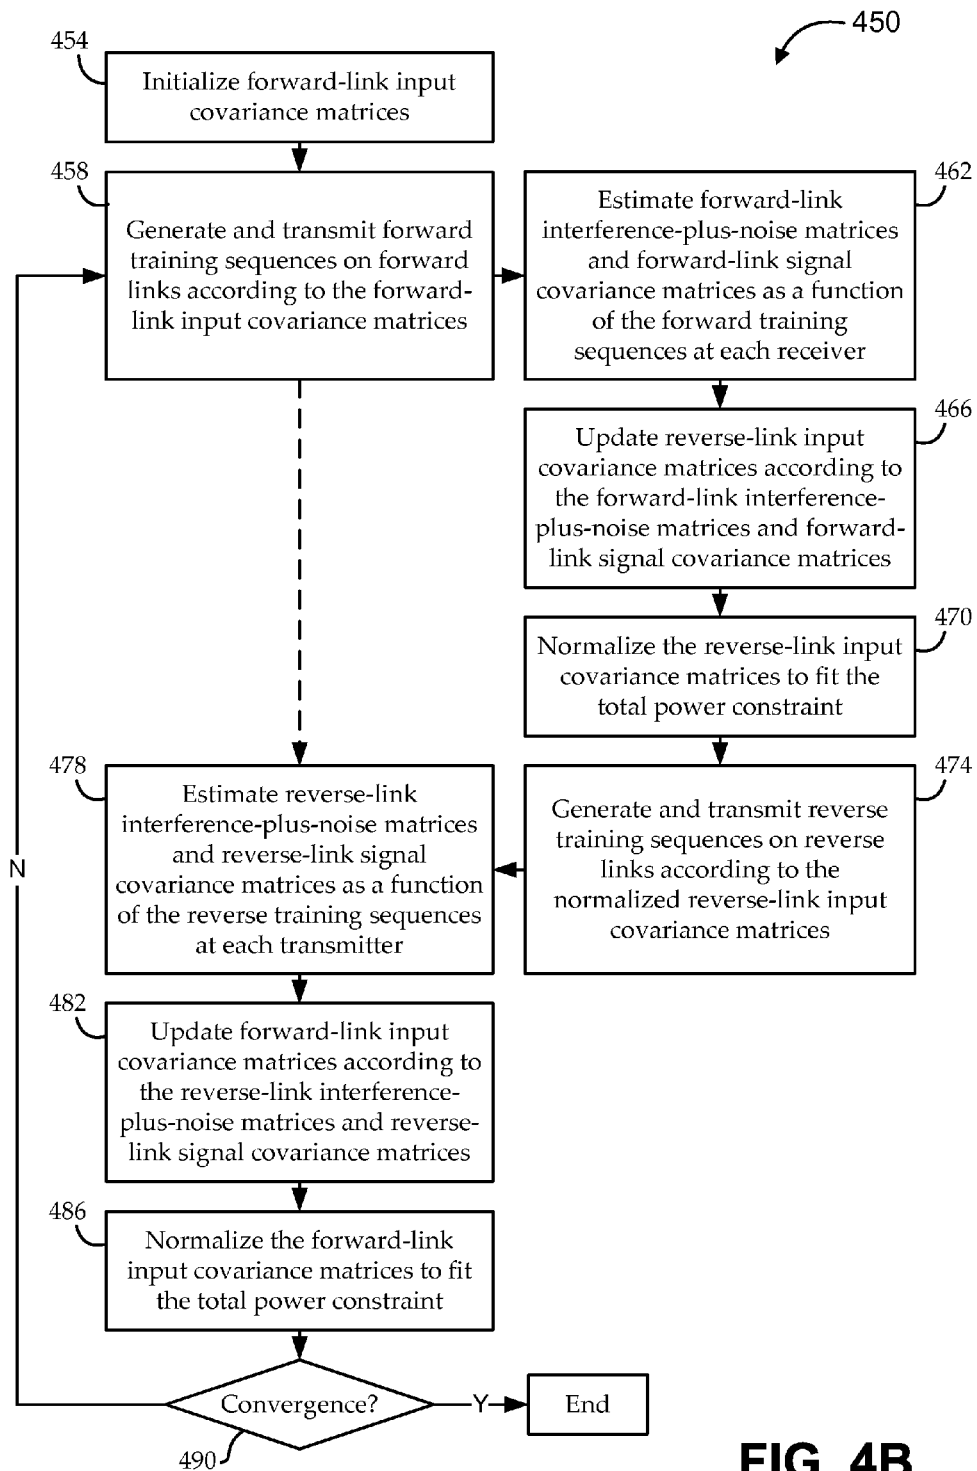 450
454
Initialize forward-link input
covariance matrices
458
Generate and transmit forward
training sequences on forward
links according to the forward-
link input covariance matrices
462
Estimate forward-link
interference-plus-noise matrices
and forward-link signal
covariance matrices as a function
of the forward training
sequences at each receiver
466
Update reverse-link input
covariance matrices according to
the forward-link interference-
plus-noise matrices and forward-
link signal covariance matrices
470
Normalize the reverse-link input
covariance matrices to fit the
total power constraint
474
Generate and transmit reverse
training sequences on reverse
links according to the
normalized reverse-link input
covariance matrices
478
Estimate reverse-link
interference-plus-noise matrices
and reverse-link signal
covariance matrices as a function
of the reverse training sequences
at each transmitter
N
482
Update forward-link input
covariance matrices according to
the reverse-link interference-
plus-noise matrices and reverse-
link signal covariance matrices
486
Normalize the forward-link
input covariance matrices to fit
the total power constraint
Convergence?
Y
End
490
FIG. 4B